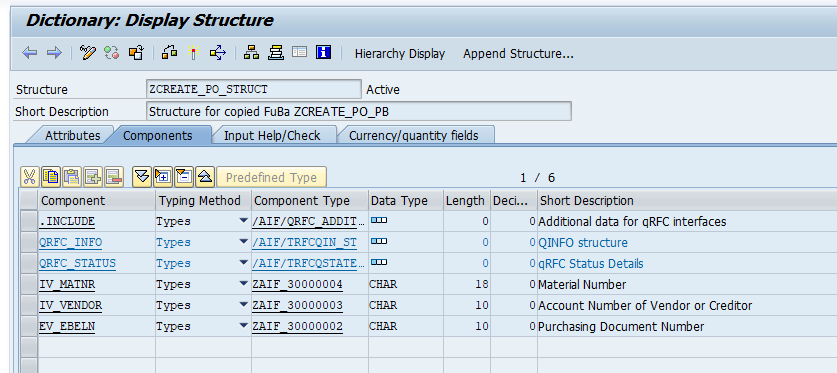 Dictionary: Display Structure
Hierarchy Display Append Structure...
Structure ZCREATE_PO_STRUCT Active
Short Description Structure for copied FuBa ZCREATE_PO_PB
Attributes Components Input Help/Check Currency/quantity fields
Predefined Type 1 / 6
Component Typing Method Component Type Data Type Length Deci... Short Description
.INCLUDE Types /AIF/QRFC_ADDIT... 0 0 Additional data for qRFC interfaces
QRFC_INFO Types /AIF/TRFCQIN_ST 0 0 QINFO structure
QRFC_STATUS Types /AIF/TRFCQSTATE... 0 0 qRFC Status Details
IV_MATNR Types ZAIF_30000004 CHAR 18 0 Material Number
IV_VENDOR Types ZAIF_30000003 CHAR 10 0 Account Number of Vendor or Creditor
EV_EBELN Types ZAIF_30000002 CHAR 10 0 Purchasing Document Number